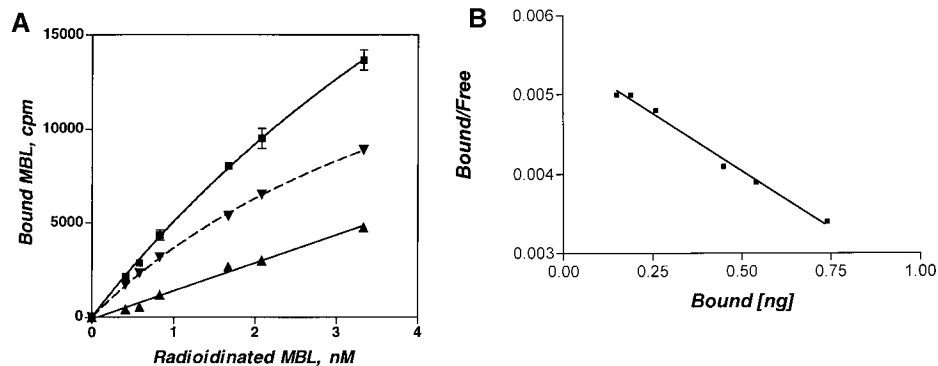 A
15000
10000
5000
0
0 1 2 3 4
Bound MBL, cpm
Radioidinated MBL, nM
B
0.006
0.005
0.004
0.003
0.00 0.25 0.50 0.75 1.00
Bound/Free
Bound [ng]